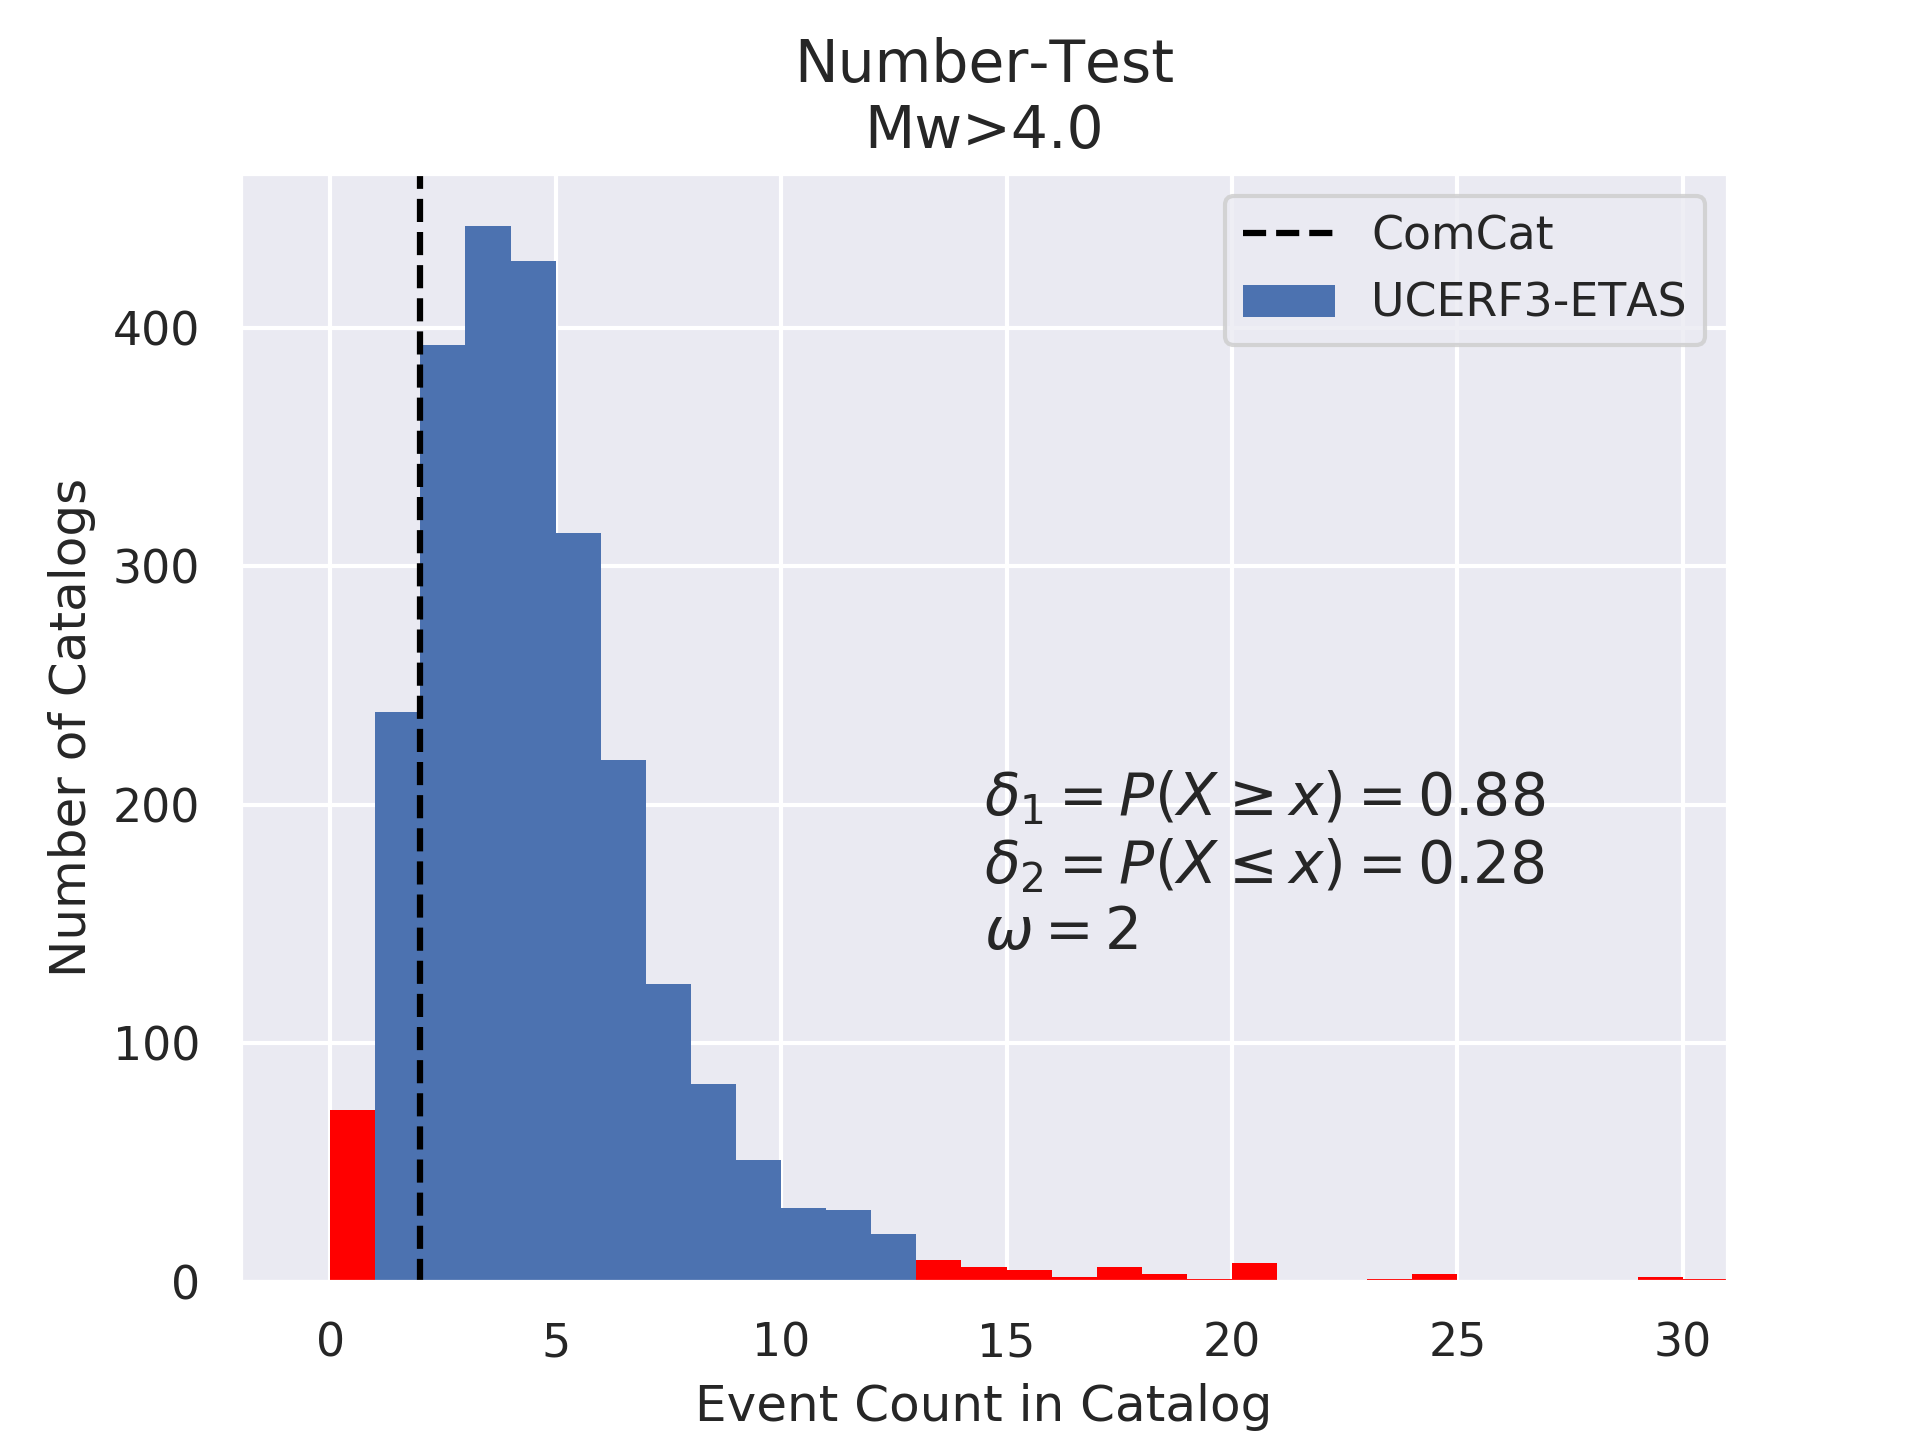 Number-Test
Mw>4.0
ComCat
UCERF3-ETAS
400
300
200
100
0
Number of Catalogs
δ₁ = P(X ≥ x) = 0.88
δ₂ = P(X ≤ x) = 0.28
ω = 2
0 5 10 15 20 25 30
Event Count in Catalog